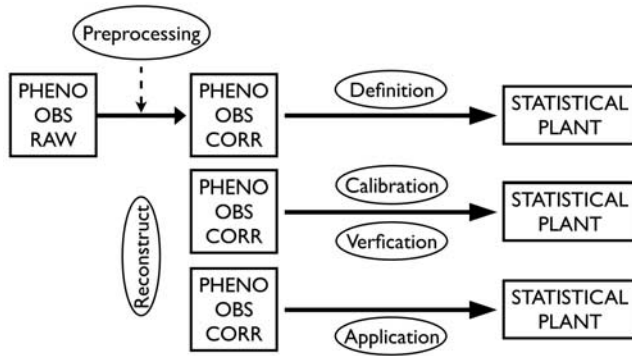 Preprocessing
PHENO
OBS
RAW
PHENO
OBS
CORR
Definition
STATISTICAL
PLANT
Reconstruct
PHENO
OBS
CORR
Calibration
Verfication
STATISTICAL
PLANT
PHENO
OBS
CORR
Application
STATISTICAL
PLANT